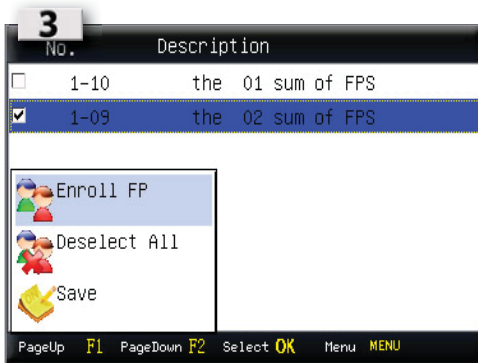 3
No. Description
1-10 the 01 sum of FPS
1-09 the 02 sum of FPS
Enroll FP
Deselect All
Save
PageUp F1 PageDown F2 Select OK Menu MENU